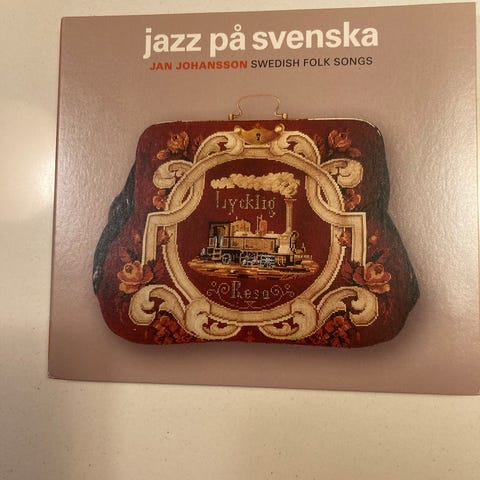 jazz på svenska
JAN JOHANSSON SWEDISH FOLK SONGS
Lycklig
Resa